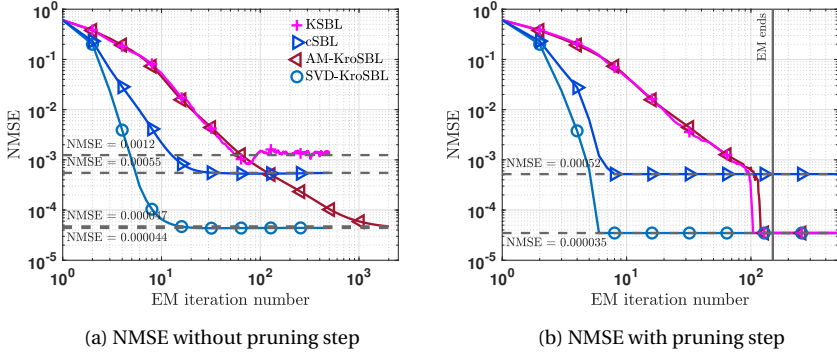 NMSE
10^0
10^-1
10^-2
10^-3
10^-4
10^-5
KSBL
cSBL
AM-KroSBL
SVD-KroSBL
NMSE = 0.0012
NMSE = 0.00055
NMSE = 0.000047
NMSE = 0.000044
10^0 10^1 10^2 10^3
EM iteration number
(a) NMSE without pruning step
NMSE
10^0
10^-1
10^-2
10^-3
10^-4
10^-5
EM ends
NMSE = 0.00052
NMSE = 0.000035
10^0 10^1 10^2
EM iteration number
(b) NMSE with pruning step